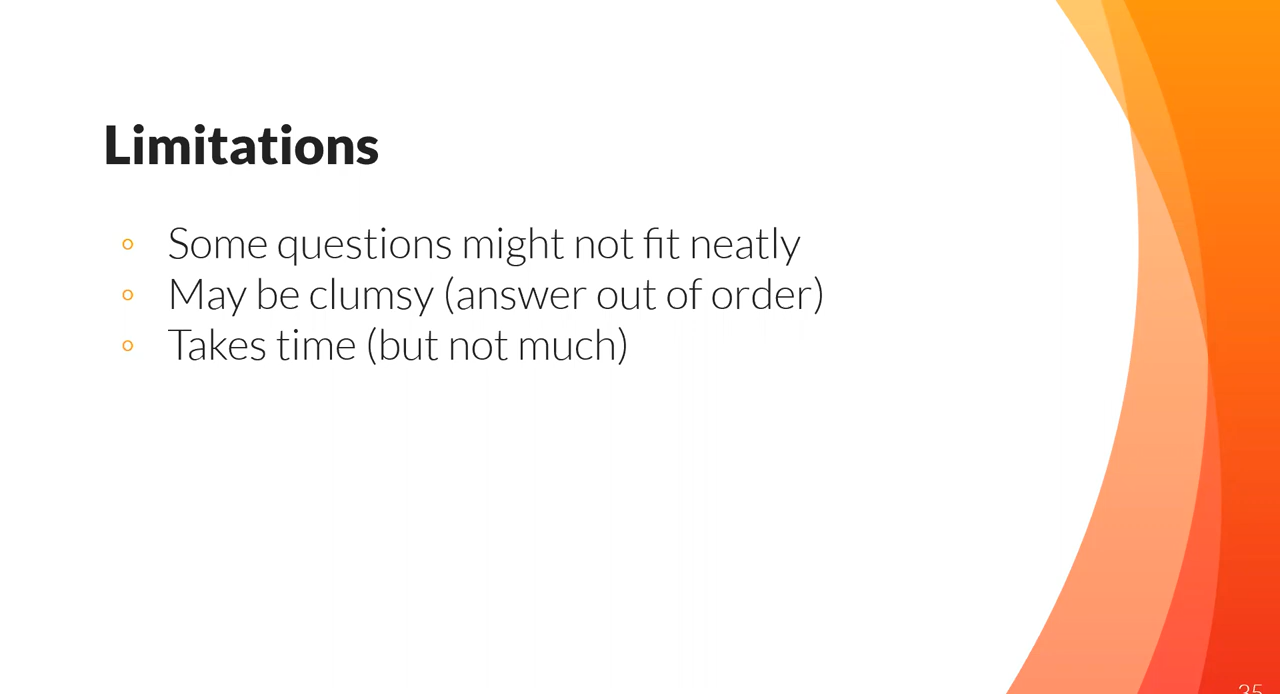 Limitations
◦ Some questions might not fit neatly
◦ May be clumsy (answer out of order)
◦ Takes time (but not much)
35